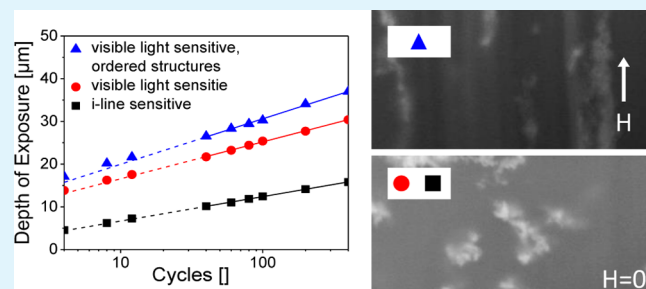 visible light sensitive,
ordered structures
visible light sensitie
i-line sensitive
Depth of Exposure [µm]
50
40
30
20
10
0
10
100
Cycles []
H
H=0